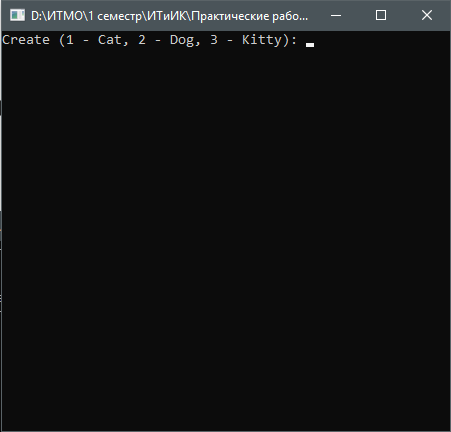 D:\ИТМО\1 семестр\ИТиИК\Практические рабо...
Create (1 - Cat, 2 - Dog, 3 - Kitty):